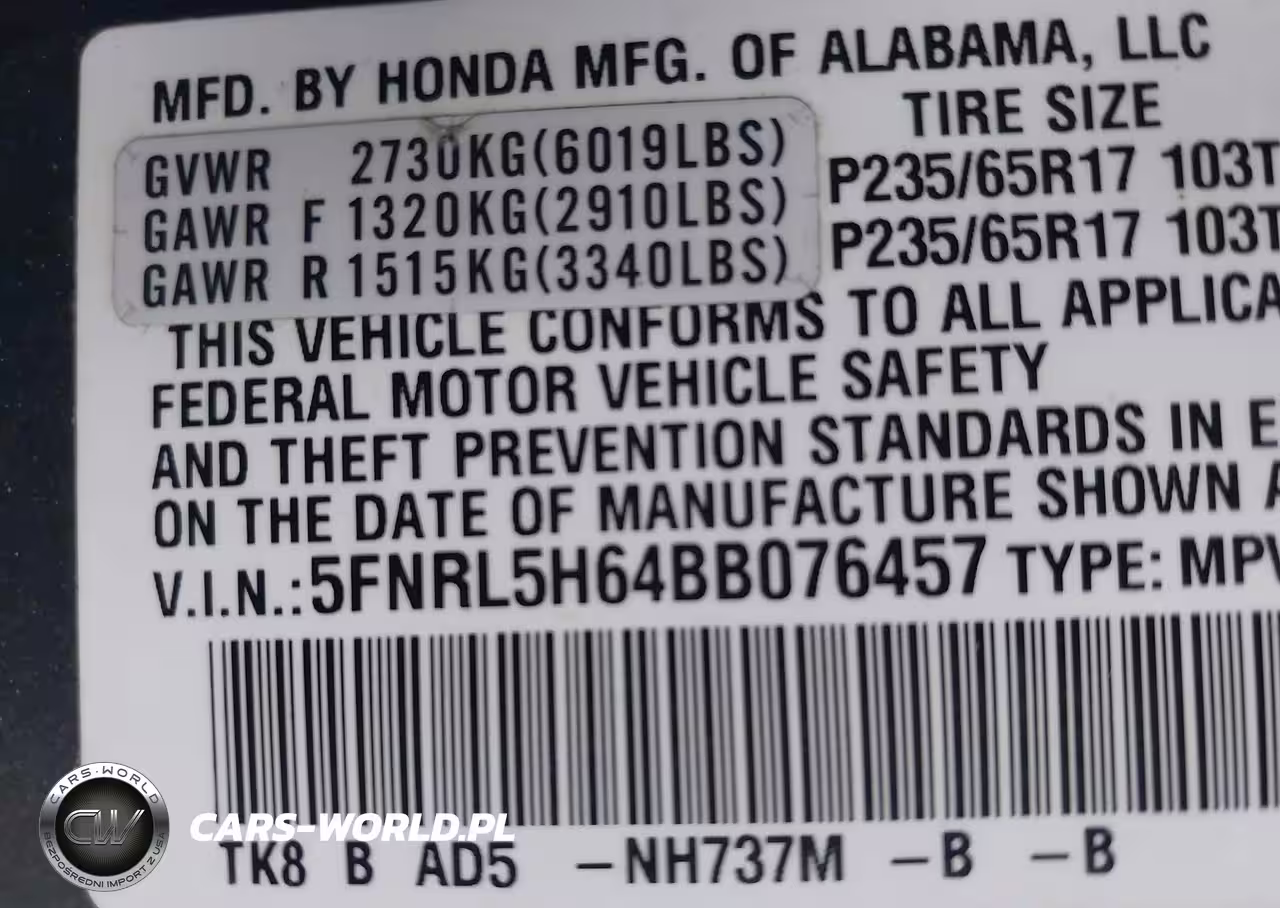 MFD. BY HONDA MFG. OF ALABAMA, LLC
TIRE SIZE
GVWR 2730KG(6019LBS)
GAWR F 1320KG(2910LBS) P235/65R17 103T
GAWR R 1515KG(3340LBS) P235/65R17 103T
THIS VEHICLE CONFORMS TO ALL APPLICA
FEDERAL MOTOR VEHICLE SAFETY
AND THEFT PREVENTION STANDARDS IN E
ON THE DATE OF MANUFACTURE SHOWN A
V.I.N.:5FNRL5H64BB076457 TYPE: MPV
CARS-WORLD
CW
BEZPOŚREDNI IMPORT Z USA
CARS-WORLD.PL
TK8 B AD5 -NH737M -B -B